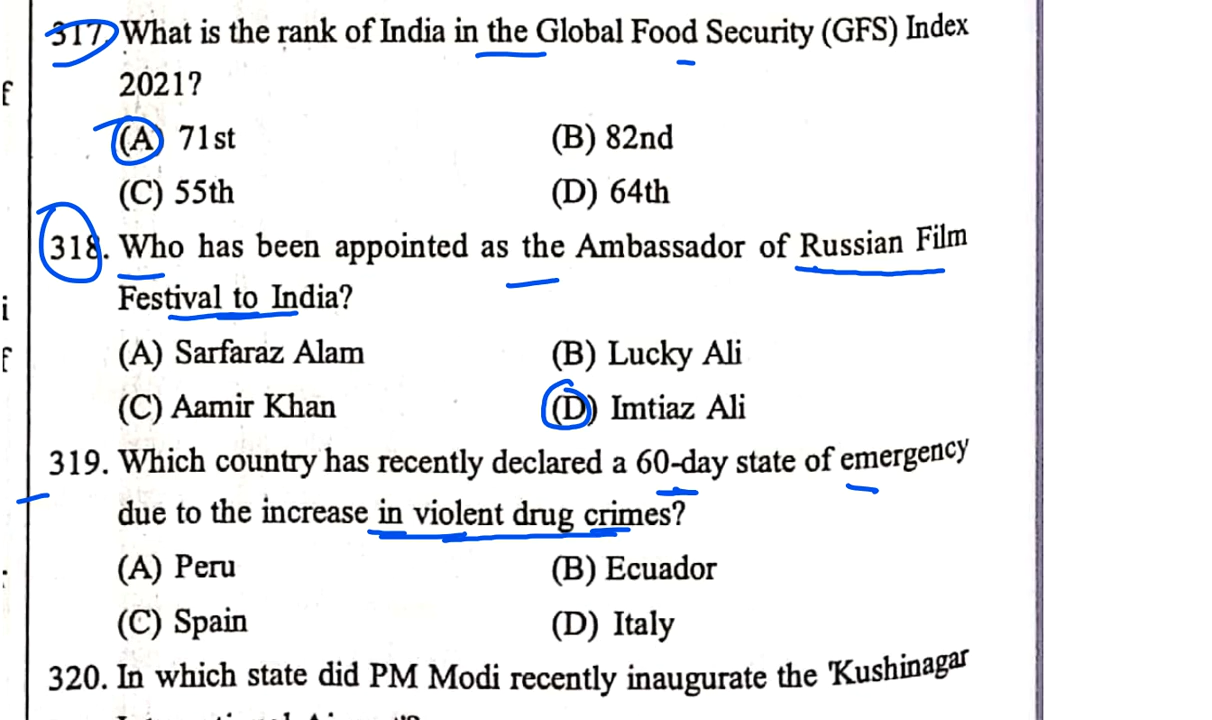 317. What is the rank of India in the Global Food Security (GFS) Index
2021?
(A) 71st (B) 82nd
(C) 55th (D) 64th
318. Who has been appointed as the Ambassador of Russian Film
Festival to India?
(A) Sarfaraz Alam (B) Lucky Ali
(C) Aamir Khan (D) Imtiaz Ali
319. Which country has recently declared a 60-day state of emergency
due to the increase in violent drug crimes?
(A) Peru (B) Ecuador
(C) Spain (D) Italy
320. In which state did PM Modi recently inaugurate the 'Kushinagar